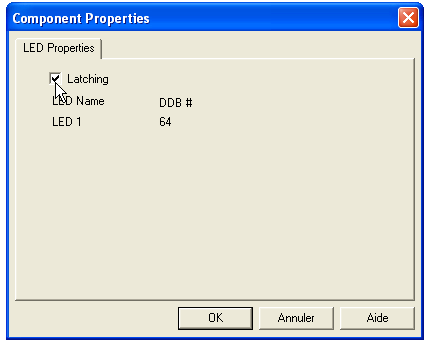 Component Properties
LED Properties
Latching
LED Name DDB #
LED 1 64
OK Annuler Aide